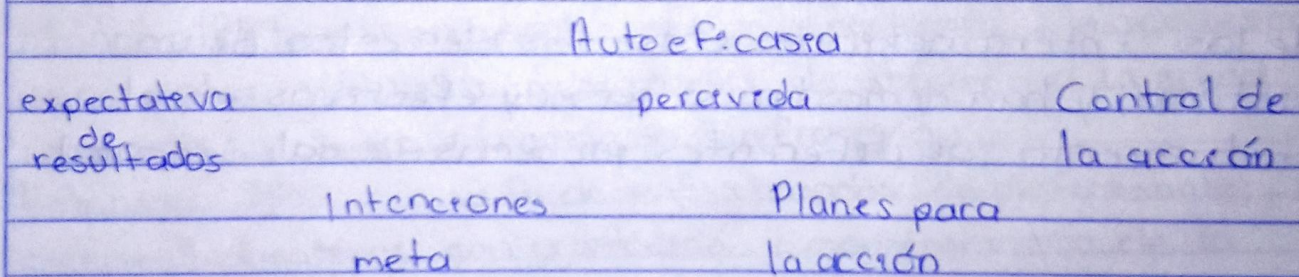 Autoeficasia
expectativa percivida Control de
de
resultados la acción
Intenciones Planes para
meta la acción